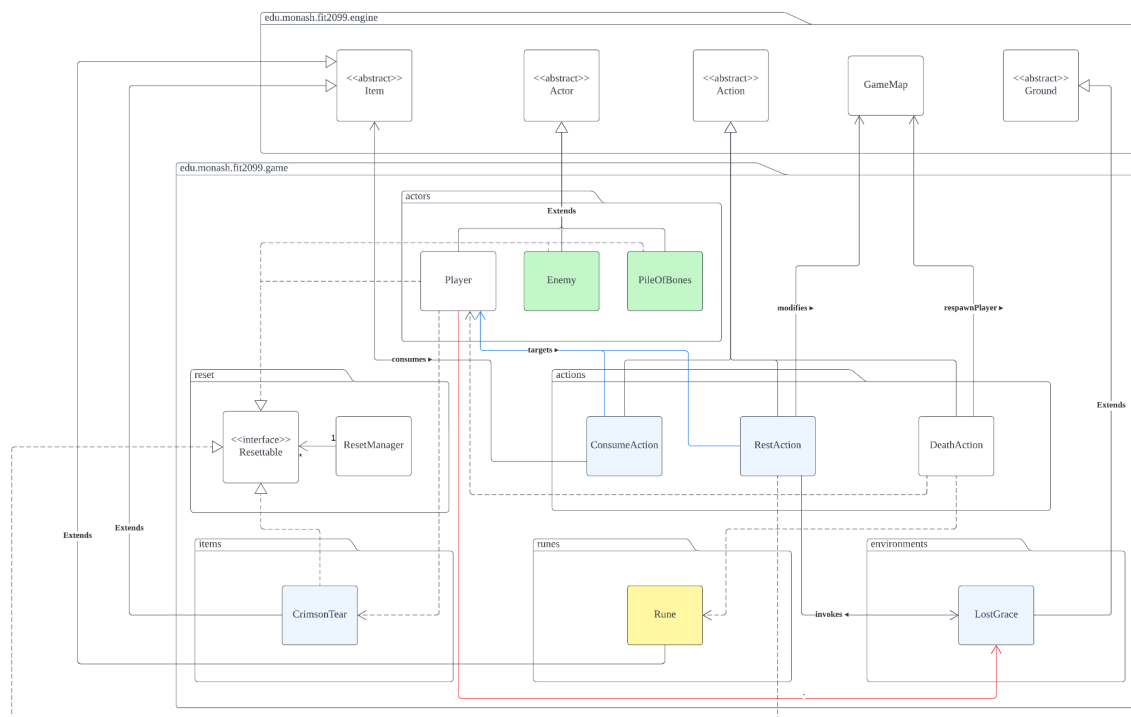 edu.monash.fit2099.engine
<<abstract>>
Item
<<abstract>>
Actor
<<abstract>>
Action
GameMap
<<abstract>>
Ground
edu.monash.fit2099.game
actors
Extends
Player
Enemy
PileOfBones
modifies ▸
respawnPlayer ▸
targets ▸
consumes ▸
reset
actions
Extends
<<interface>>
Resettable
1
*
ResetManager
ConsumeAction
RestAction
DeathAction
Extends
Extends
items
runes
environments
CrimsonTear
Rune
invokes ◂
LostGrace